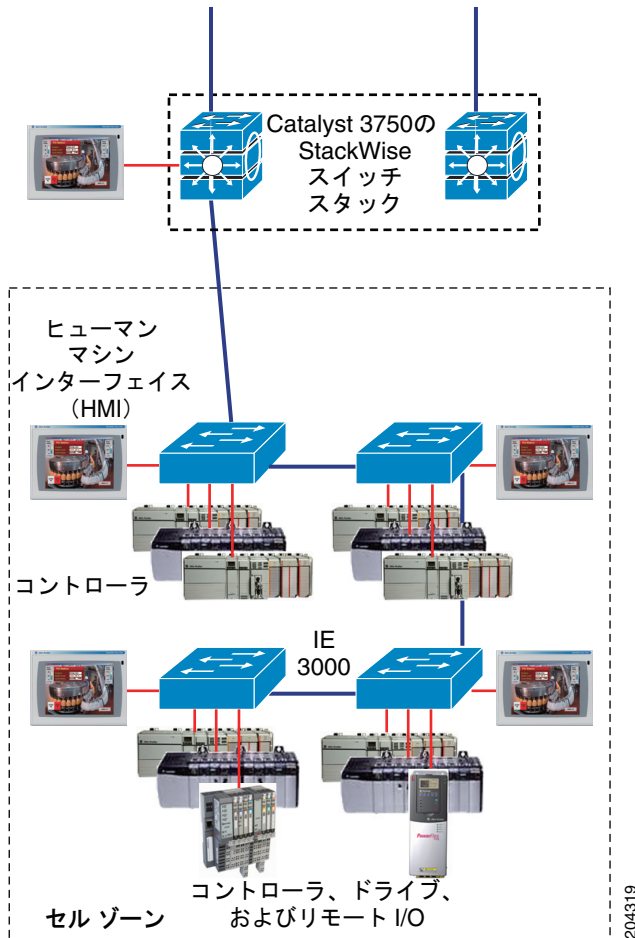 Catalyst 3750の
StackWise
スイッチ
スタック
ヒューマン
マシン
インターフェイス
（HMI）
コントローラ
IE
3000
コントローラ、ドライブ、
およびリモート I/O
セル ゾーン
204319